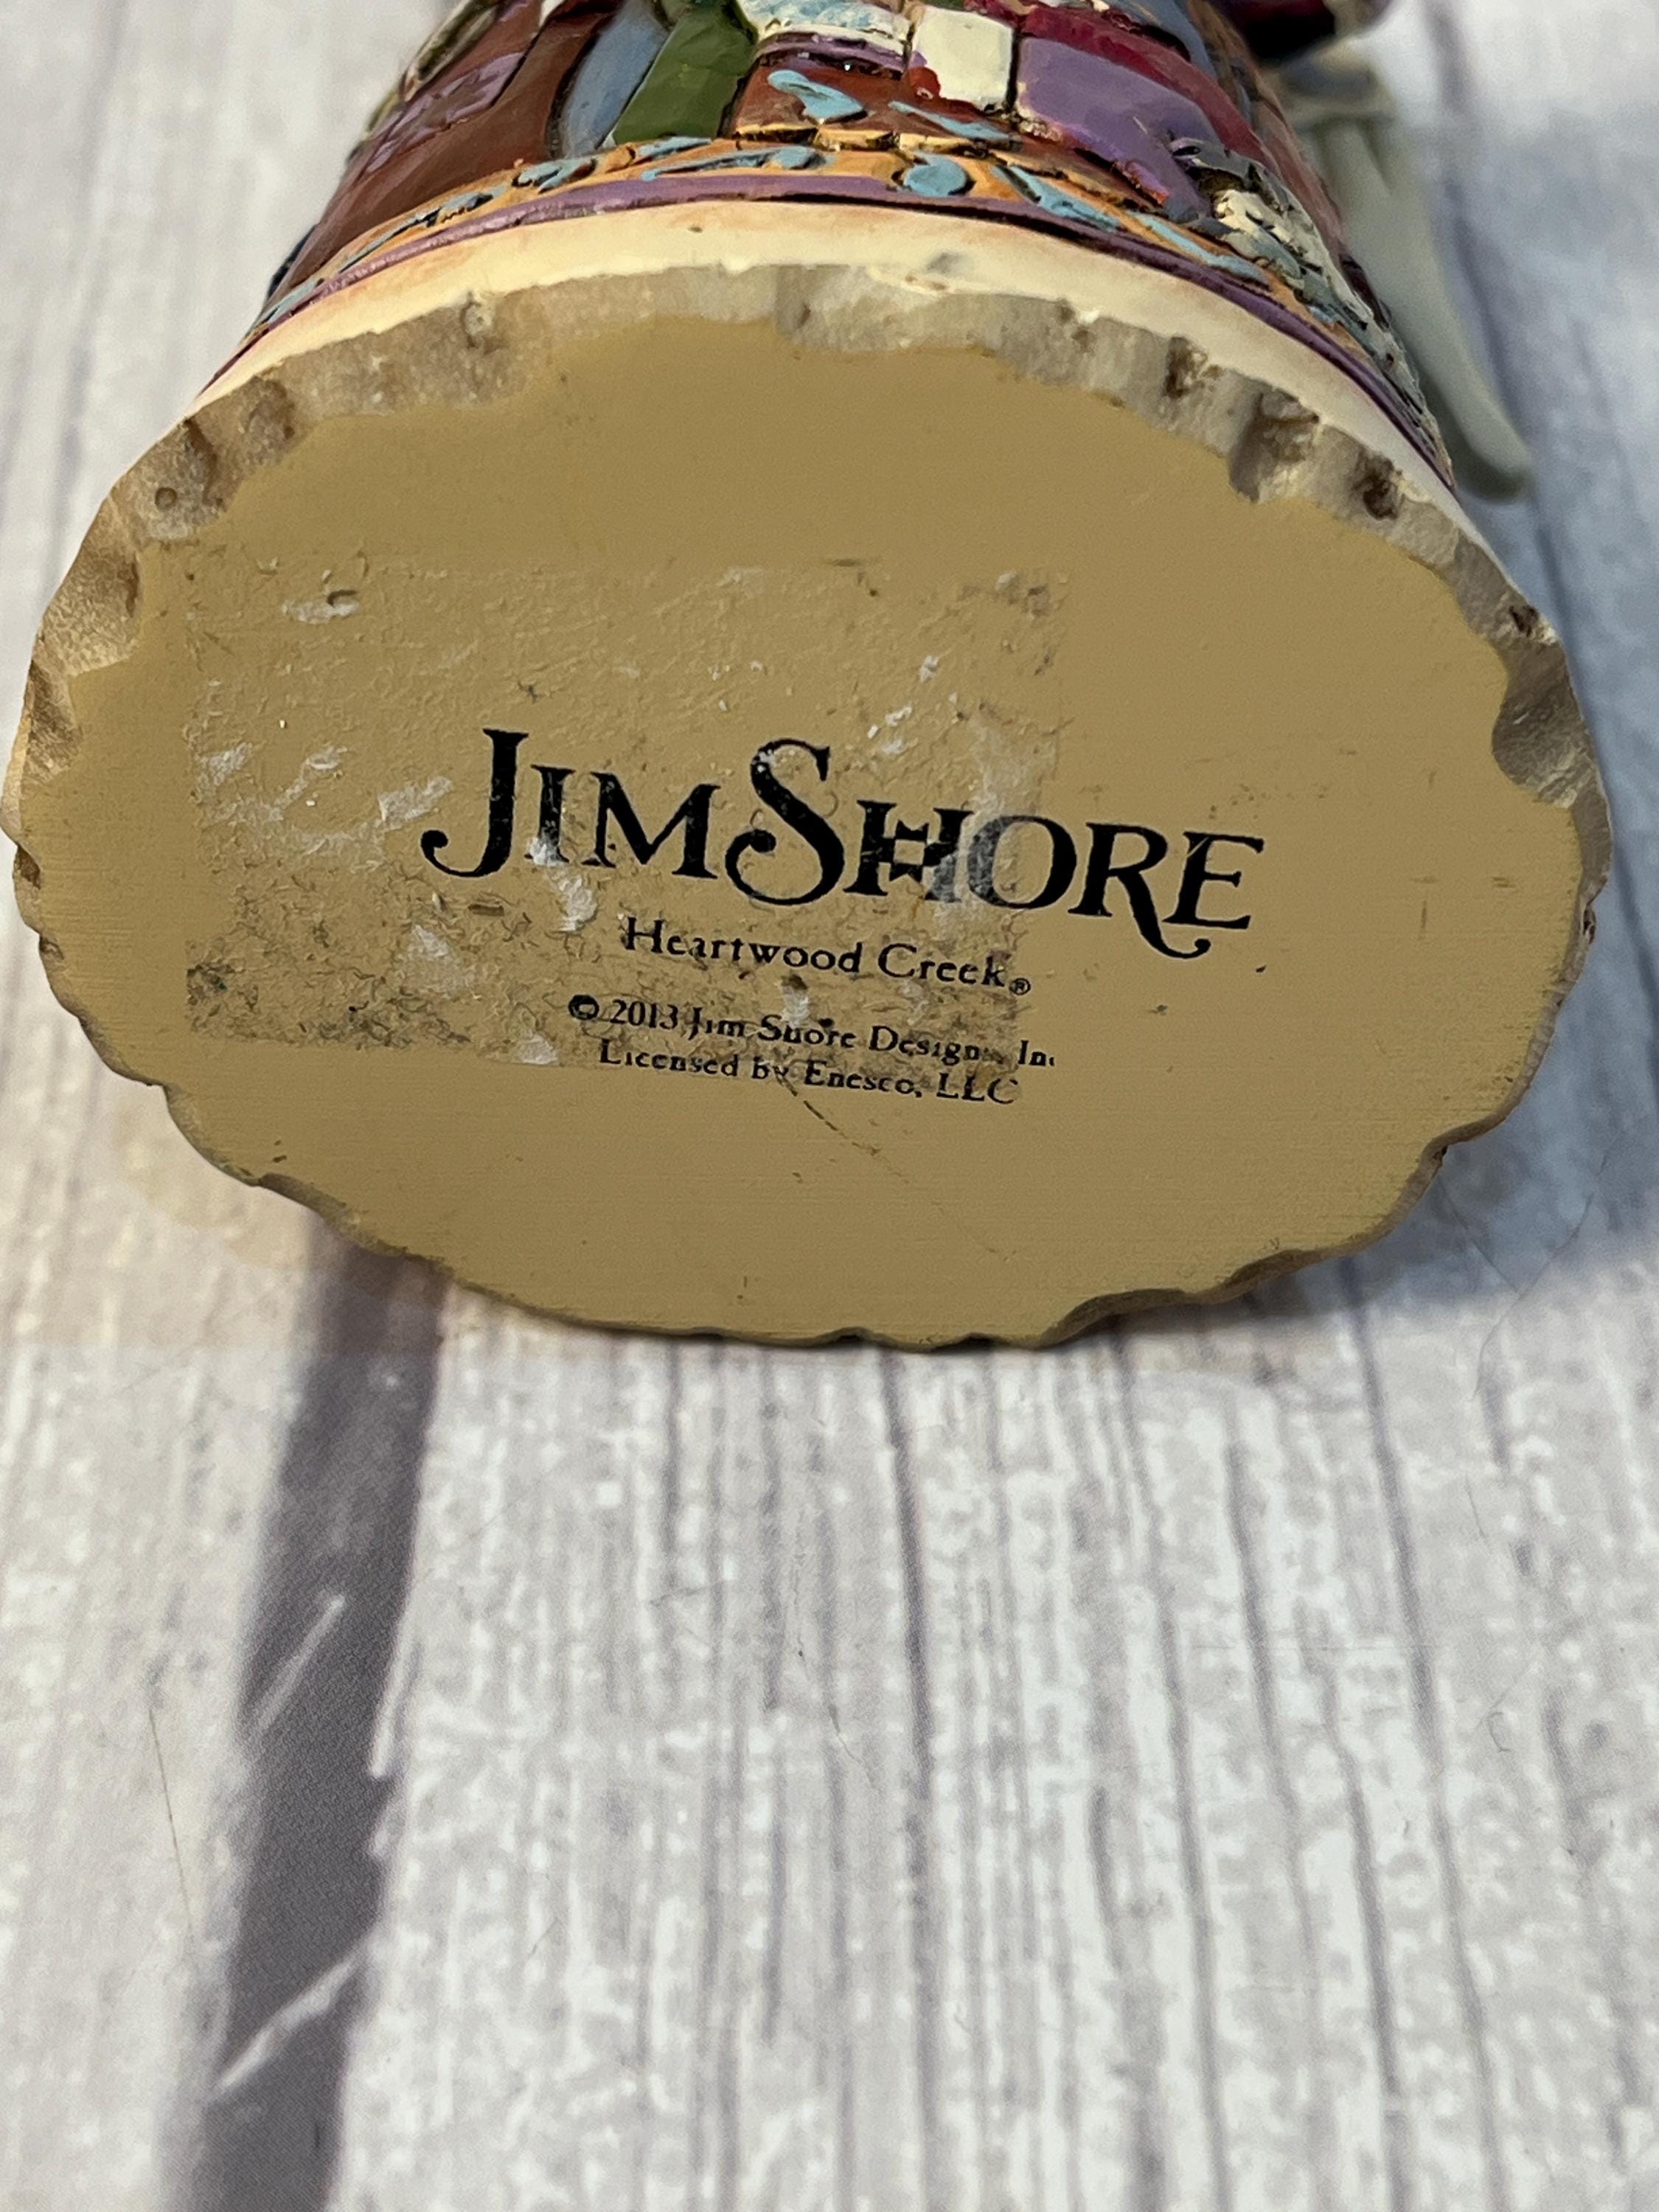 JIM SHORE
Heartwood Creek®
© 2013 Jim Shore Designs, Inc
Licensed by Enesco, LLC